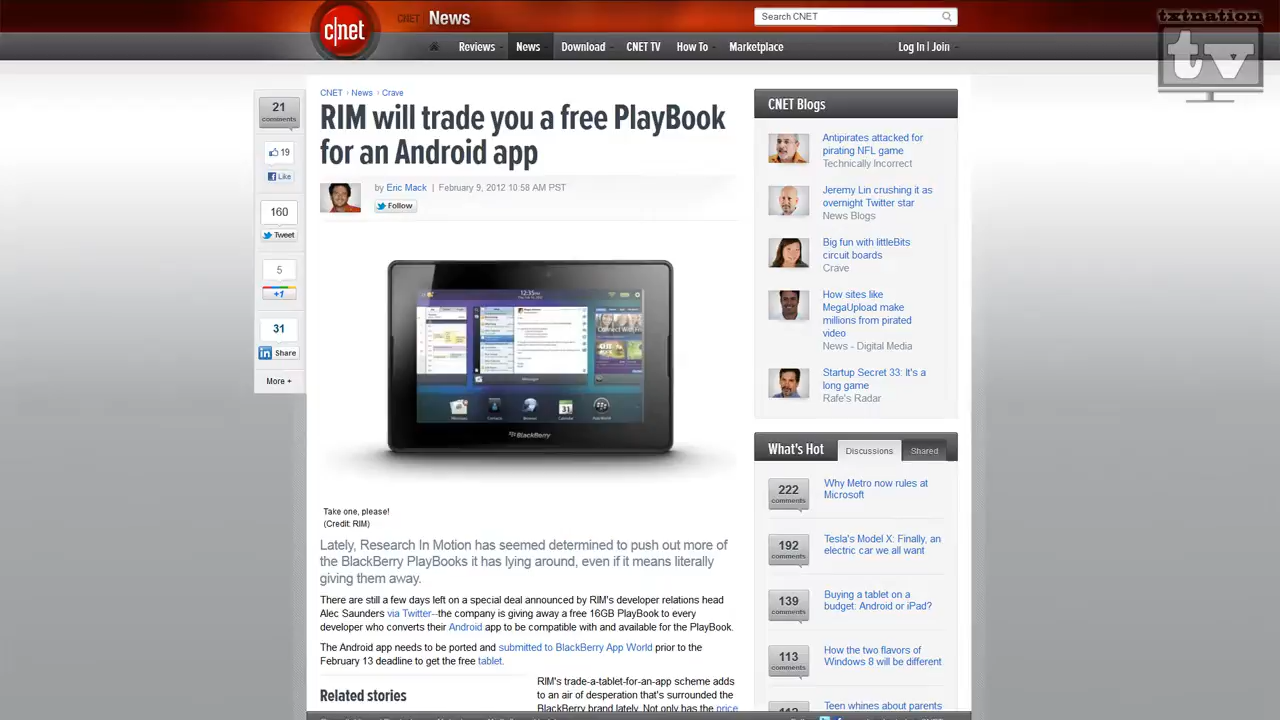 c|net
CNET News
Search CNET
txtnation
tv
Reviews News Download CNET TV How To Marketplace Log In | Join
CNET › News › Crave
RIM will trade you a free PlayBook
for an Android app
by Eric Mack | February 9, 2012 10:58 AM PST
Follow
21
comments
19
Like
160
Tweet
5
+1
31
in Share
More +
BlackBerry
Take one, please!
(Credit: RIM)
Lately, Research In Motion has seemed determined to push out more of
the BlackBerry PlayBooks it has lying around, even if it means literally
giving them away.
There are still a few days left on a special deal announced by RIM's developer relations head
Alec Saunders via Twitter--the company is giving away a free 16GB PlayBook to every
developer who converts their Android app to be compatible with and available for the PlayBook.
The Android app needs to be ported and submitted to BlackBerry App World prior to the
February 13 deadline to get the free tablet.
Related stories
RIM's trade-a-tablet-for-an-app scheme adds
to an air of desperation that's surrounded the
BlackBerry brand lately. Not only has the price
CNET Blogs
Antipirates attacked for
pirating NFL game
Technically Incorrect
Jeremy Lin crushing it as
overnight Twitter star
News Blogs
Big fun with littleBits
circuit boards
Crave
How sites like
MegaUpload make
millions from pirated
video
News - Digital Media
Startup Secret 33: It's a
long game
Rafe's Radar
What's Hot Discussions Shared
222
comments
Why Metro now rules at
Microsoft
192
comments
Tesla's Model X: Finally, an
electric car we all want
139
comments
Buying a tablet on a
budget: Android or iPad?
113
comments
How the two flavors of
Windows 8 will be different
Teen whines about parents